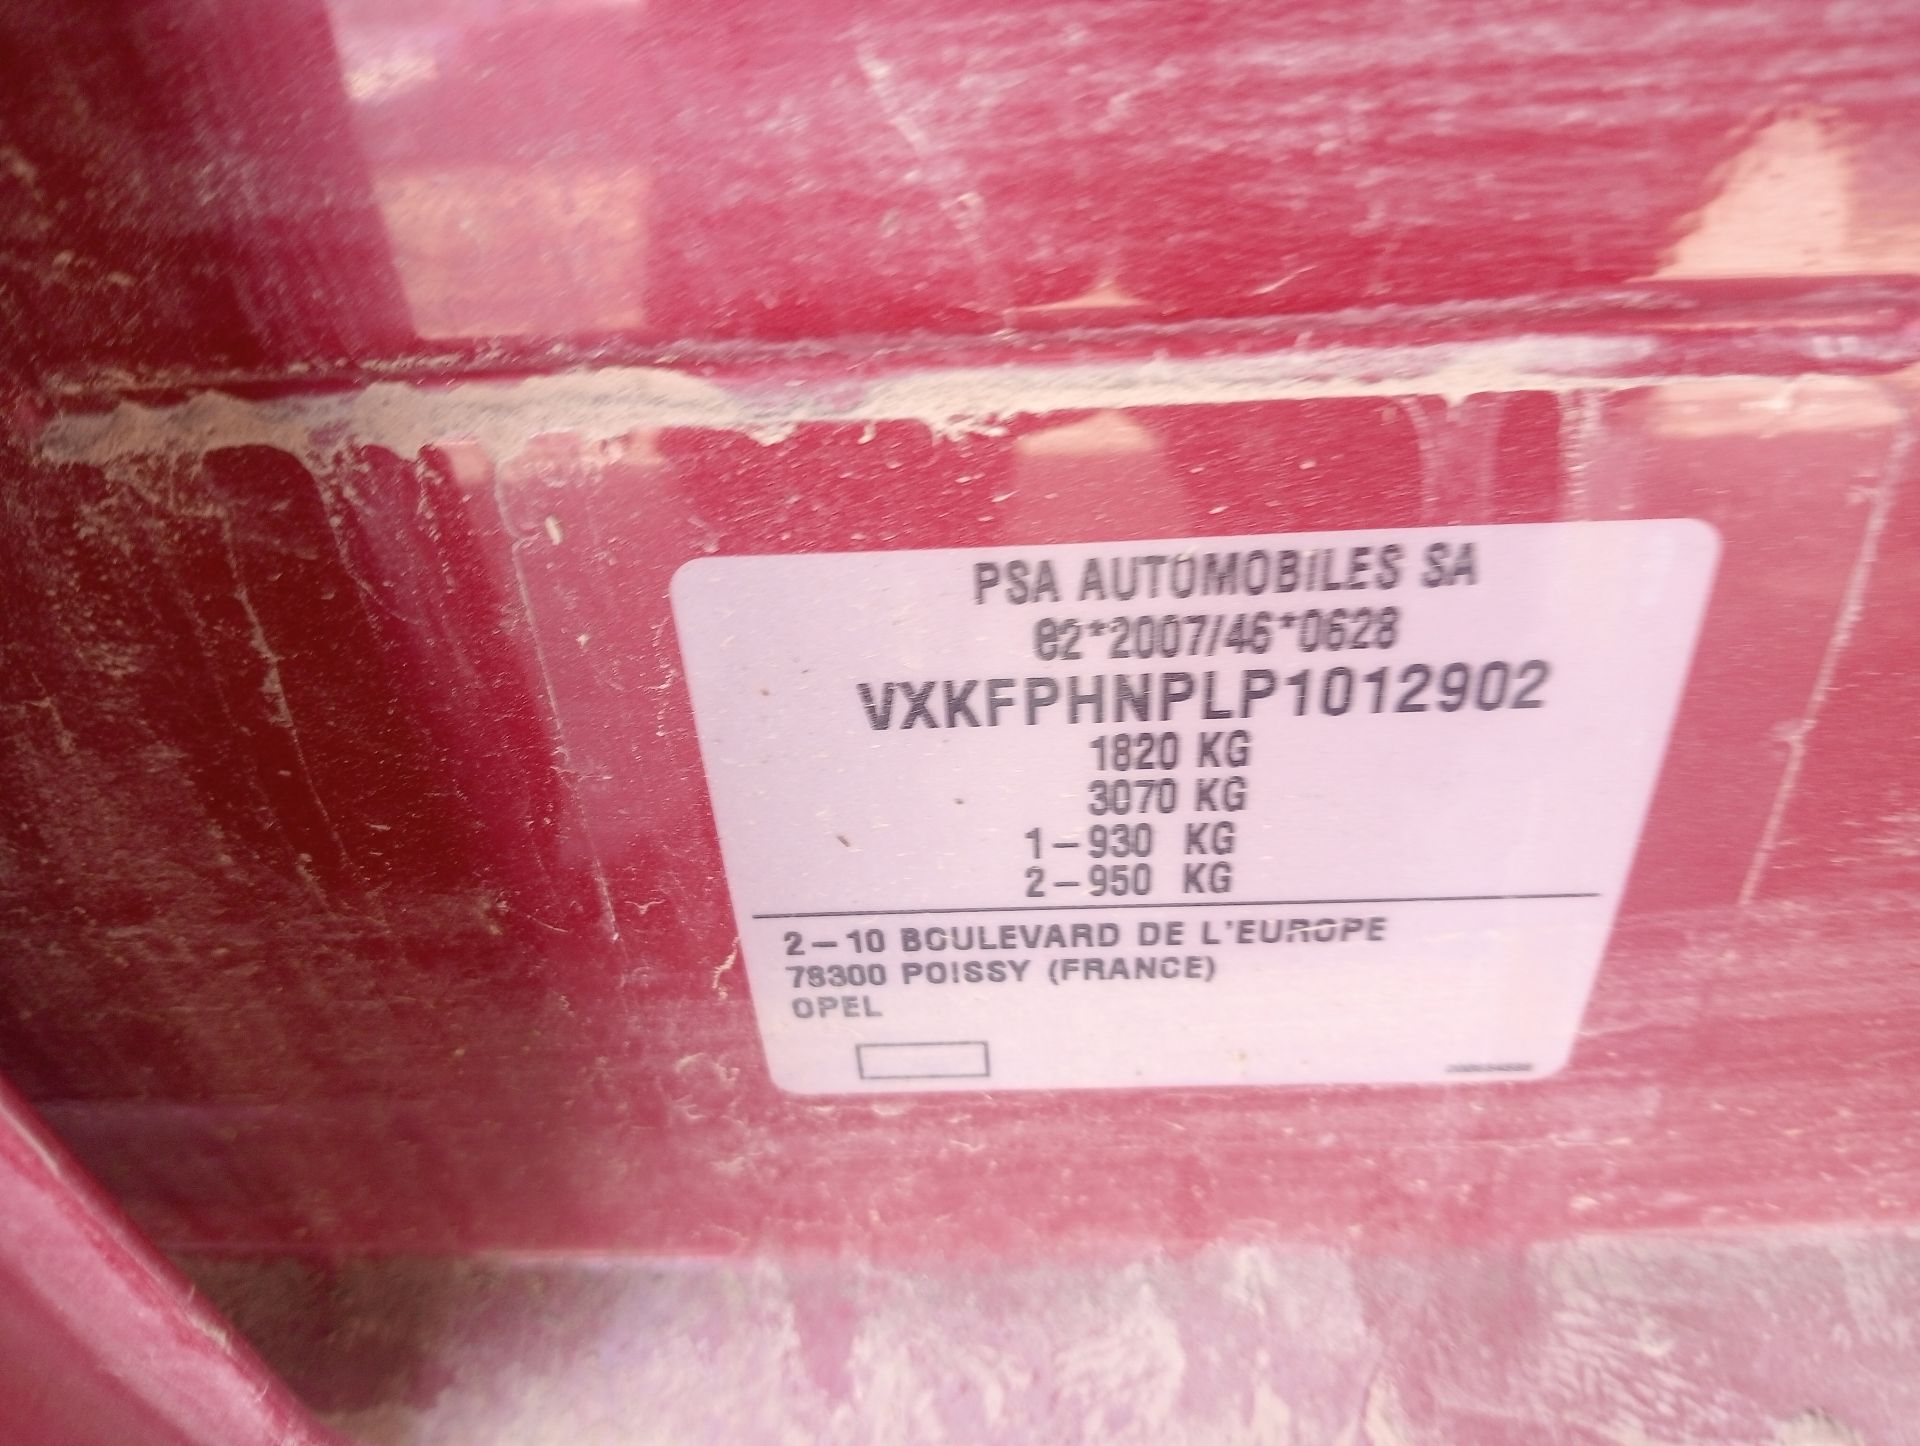 PSA AUTOMOBILES SA
e2*2007/46*0628
VXKFPHNPLP1012902
1820 KG
3070 KG
1-930 KG
2-950 KG
2-10 BOULEVARD DE L'EUROPE
78300 POISSY (FRANCE)
OPEL